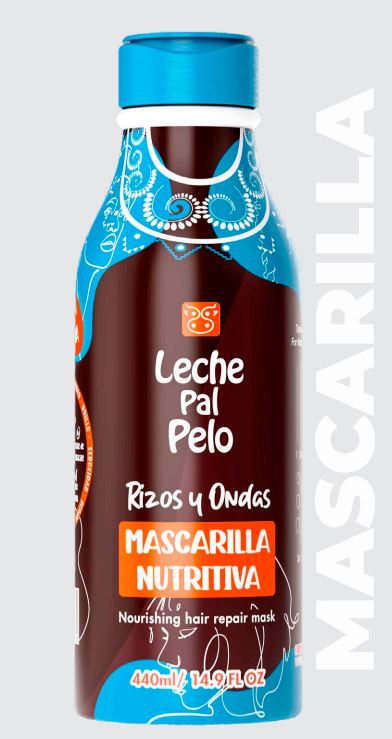 Leche
Pal
Pelo
Rizos y Ondas
MASCARILLA
NUTRITIVA
Nourishing hair repair mask
440ml/ 14.9 FL OZ
MASCARILLA